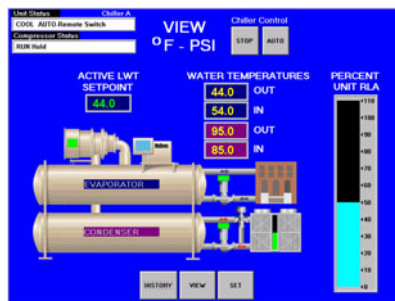 Unit Status Chiller A
COOL AUTO-Remote Switch
Compressor Status
RUN Hold
VIEW
°F - PSI
Chiller Control
STOP AUTO
ACTIVE LWT
SETPOINT
44.0
WATER TEMPERATURES
44.0 OUT
54.0 IN
95.0 OUT
85.0 IN
PERCENT
UNIT RLA
+110
+100
+90
+80
+70
+60
+50
+40
+30
+20
+10
+0
EVAPORATOR
CONDENSER
HISTORY VIEW SET